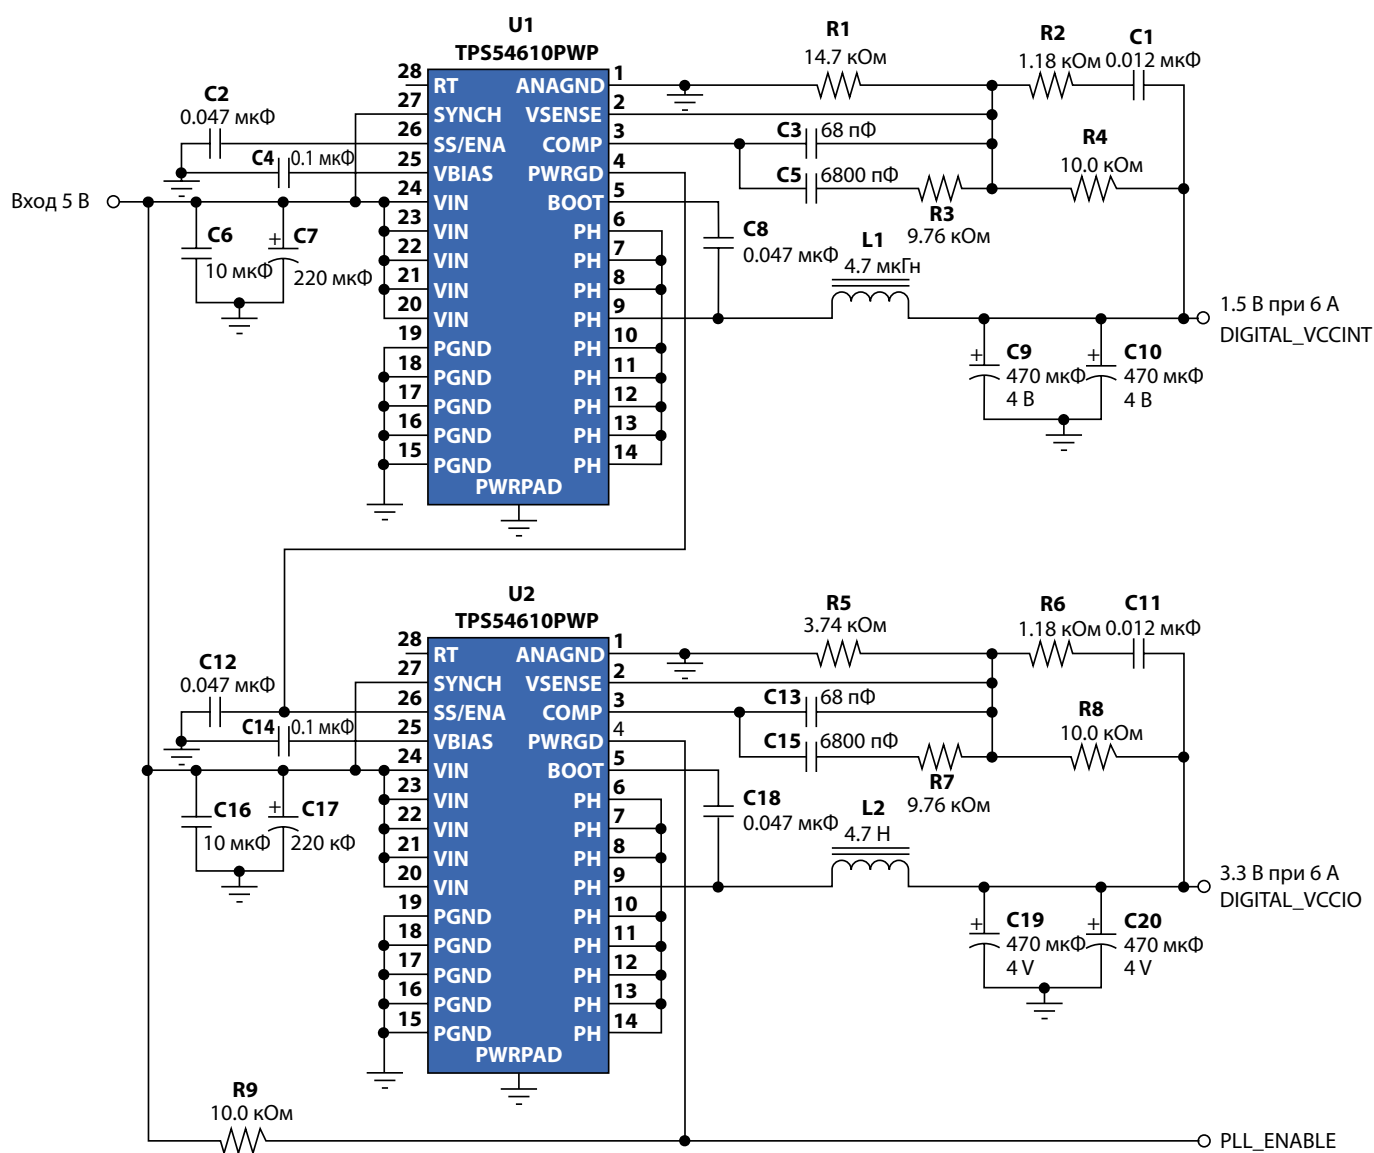 U1
TPS54610PWP
28
RT
27
SYNCH
26
SS/ENA
25
VBIAS
24
VIN
23
VIN
22
VIN
21
VIN
20
VIN
19
PGND
18
PGND
17
PGND
16
PGND
15
PGND
ANAGND
1
VSENSE
2
COMP
3
PWRGD
4
BOOT
5
PH
6
PH
7
PH
8
PH
9
PH
10
PH
11
PH
12
PH
13
PH
14
PWRPAD
C2
0.047 мкФ
C4
0.1 мкФ
Вход 5 В
C6
10 мкФ
C7
220 мкФ
R1
14.7 кОм
R2
1.18 кОм
C1
0.012 мкФ
C3
68 пФ
C5
6800 пФ
R3
9.76 кОм
R4
10.0 кОм
C8
0.047 мкФ
L1
4.7 мкГн
C9
470 мкФ
4 В
C10
470 мкФ
4 В
1.5 В при 6 А
DIGITAL_VCCINT
U2
TPS54610PWP
28
RT
27
SYNCH
26
SS/ENA
25
VBIAS
24
VIN
23
VIN
22
VIN
21
VIN
20
VIN
19
PGND
18
PGND
17
PGND
16
PGND
15
PGND
ANAGND
1
VSENSE
2
COMP
3
PWRGD
4
BOOT
5
PH
6
PH
7
PH
8
PH
9
PH
10
PH
11
PH
12
PH
13
PH
14
PWRPAD
C12
0.047 мкФ
C14
0.1 мкФ
C16
10 мкФ
C17
220 кФ
R5
3.74 кОм
R6
1.18 кОм
C11
0.012 мкФ
C13
68 пФ
C15
6800 пФ
R7
9.76 кОм
R8
10.0 кОм
C18
0.047 мкФ
L2
4.7 Н
C19
470 мкФ
4 V
C20
470 мкФ
4 V
3.3 В при 6 А
DIGITAL_VCCIO
R9
10.0 кОм
PLL_ENABLE
+
+
+
+
+
+